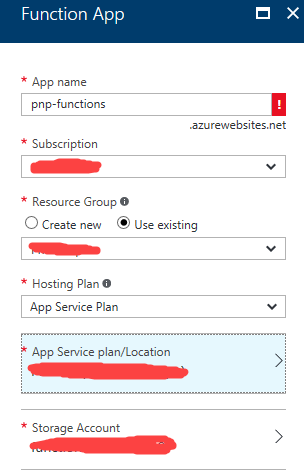 Function App
* App name
pnp-functions
!
.azurewebsites.net
* Subscription
* Resource Group
Create new Use existing
* Hosting Plan
App Service Plan
* App Service plan/Location
* Storage Account